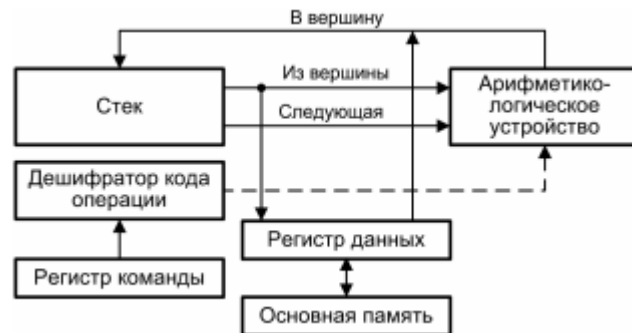 В вершину
Из вершины
Стек
Следующая
Арифметико-
логическое
устройство
Дешифратор кода
операции
Регистр данных
Регистр команды
Основная память